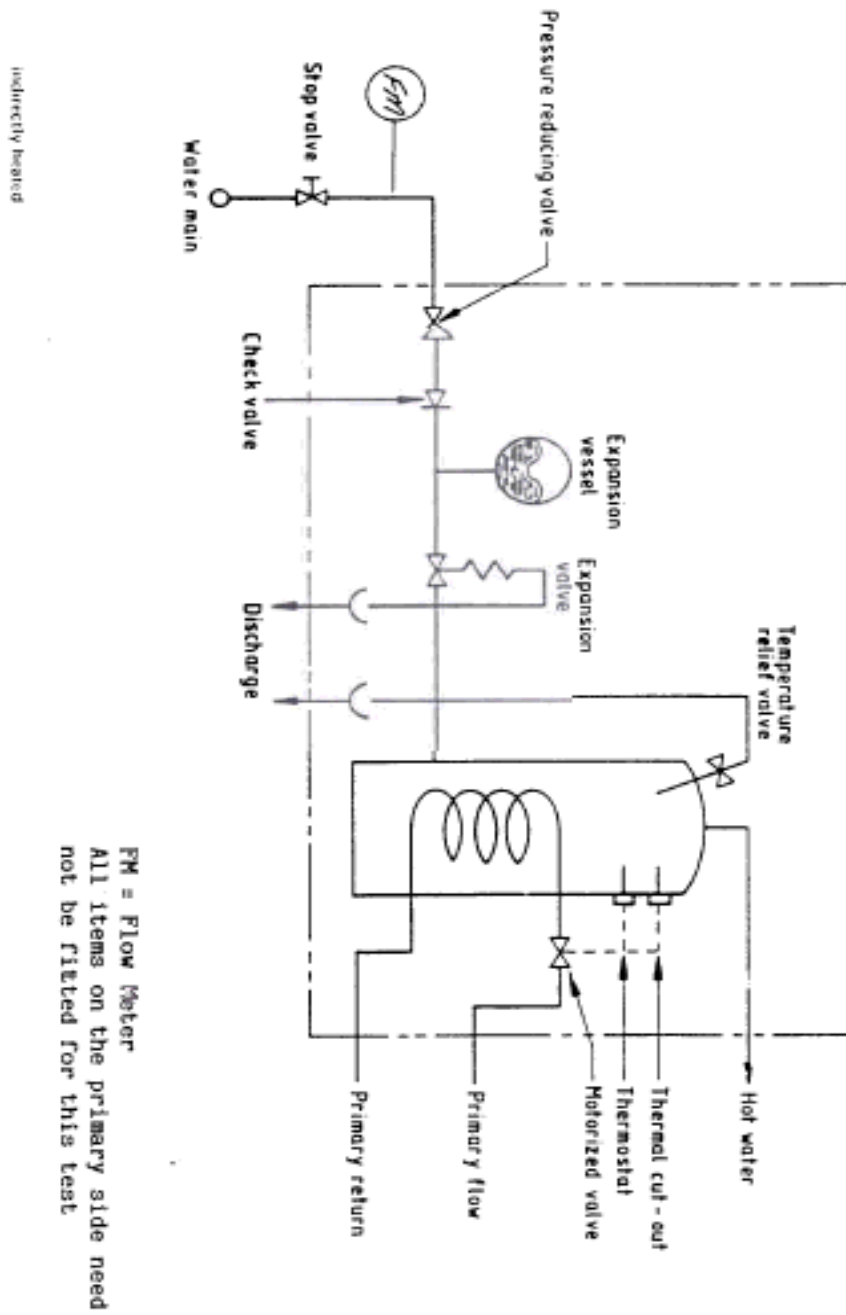 Pressure reducing valve
FM
Stop valve
Water main
Check valve
Expansion
vessel
Expansion
valve
Discharge
Temperature
relief valve
Hot water
Thermal cut-out
Thermostat
Motorized valve
Primary flow
Primary return
FM = Flow Meter
All items on the primary side need
not be fitted for this test
indirectly heated